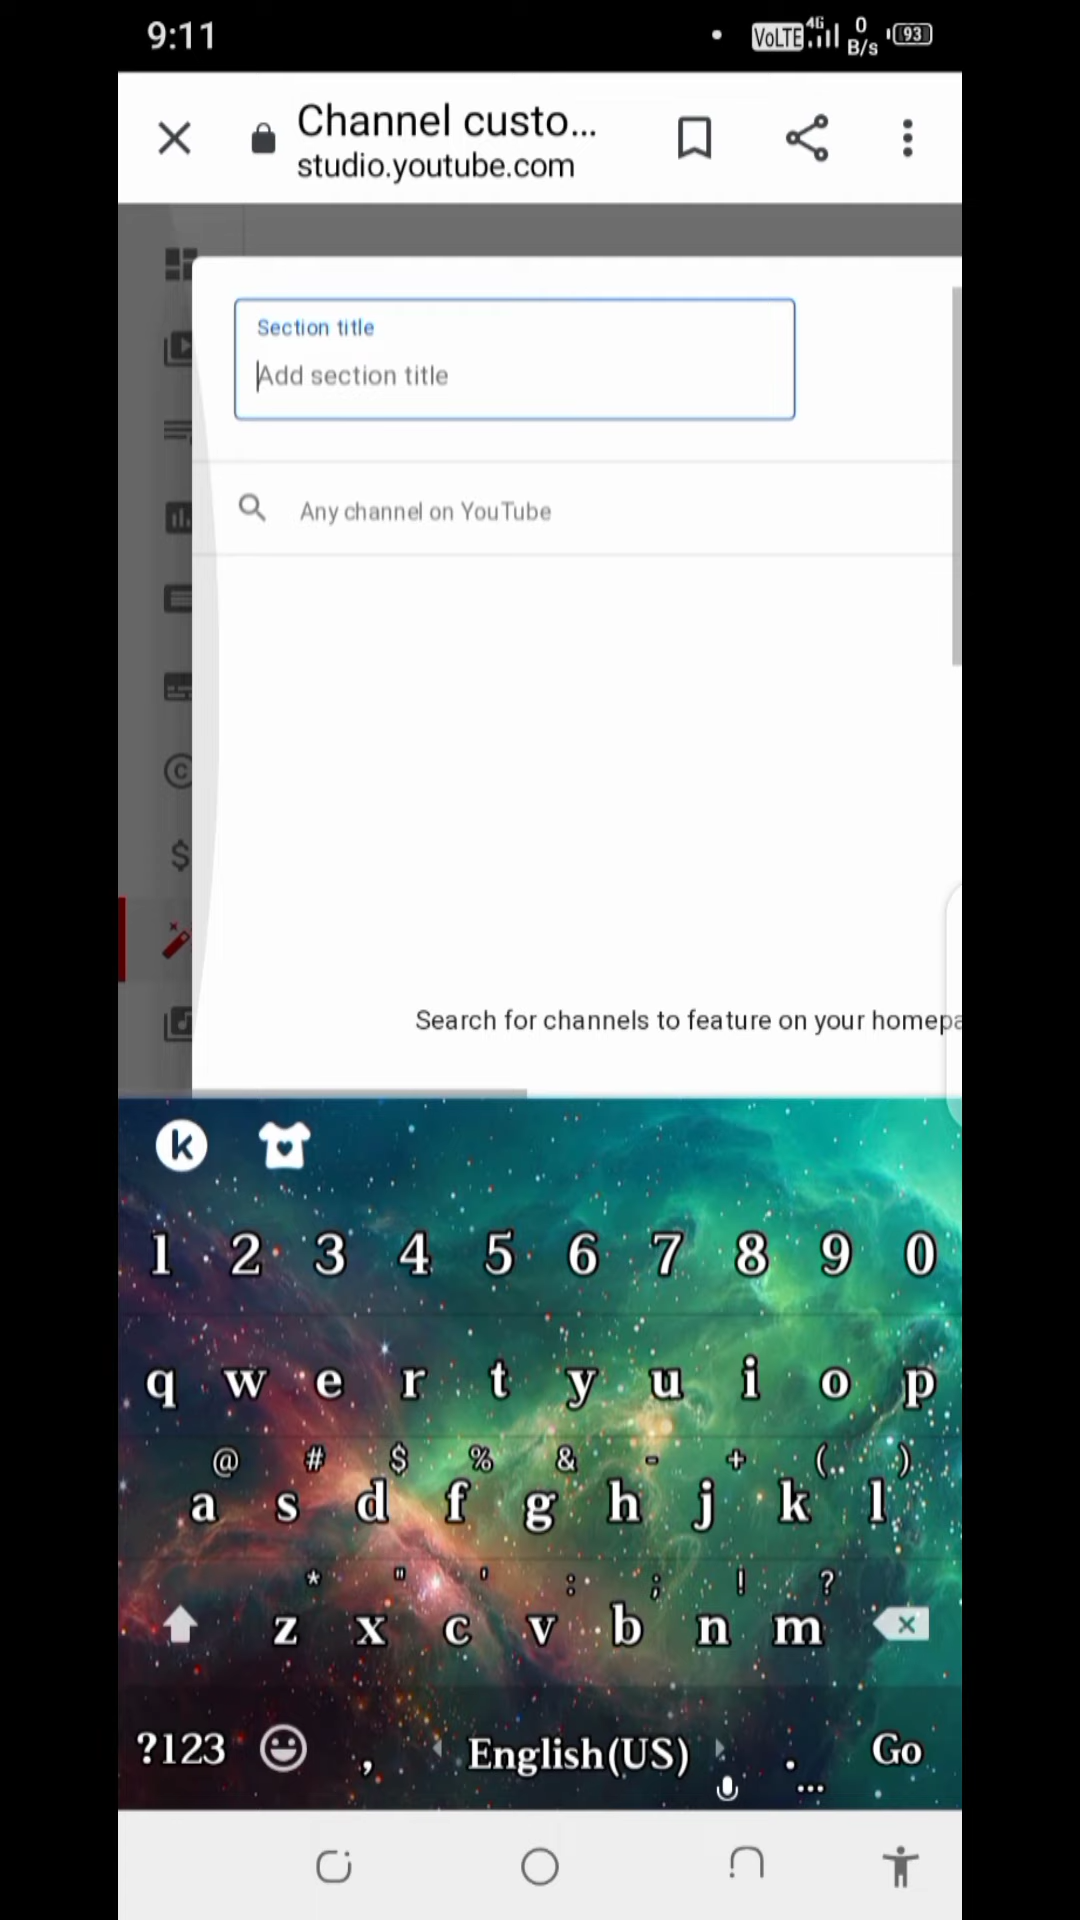 9:11
VoLTE 4G 0 B/s 93
Channel custo...
studio.youtube.com
Section title
Add section title
Any channel on YouTube
Search for channels to feature on your homepa
k
1 2 3 4 5 6 7 8 9 0
q w e r t y u i o p
@ # $ % & - + ( )
a s d f g h j k l
* " ' : ; ! ?
z x c v b n m
?123 , English(US) . Go